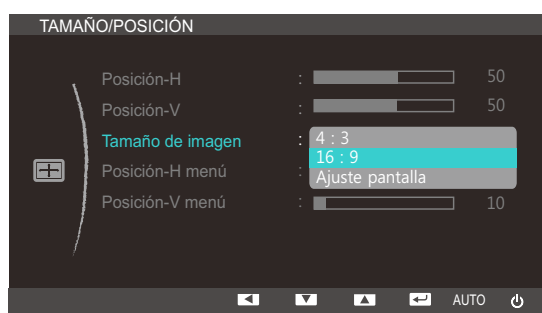 TAMAÑO/POSICIÓN
Posición-H : 50
Posición-V : 50
Tamaño de imagen : 4 : 3
16 : 9
Posición-H menú : Ajuste pantalla
Posición-V menú : 10
AUTO